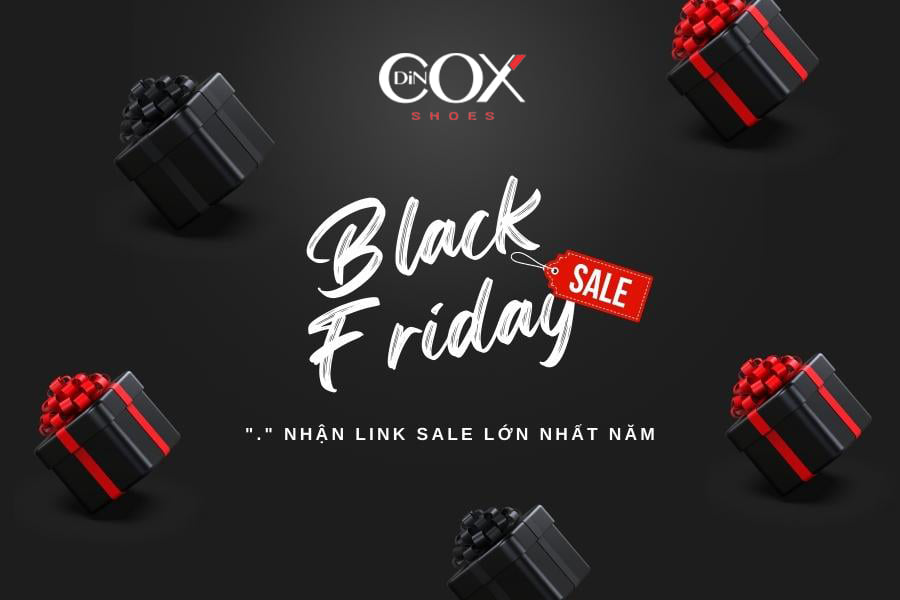 DiN COX
SHOES
Black
Friday
SALE
"." NHẬN LINK SALE LỚN NHẤT NĂM